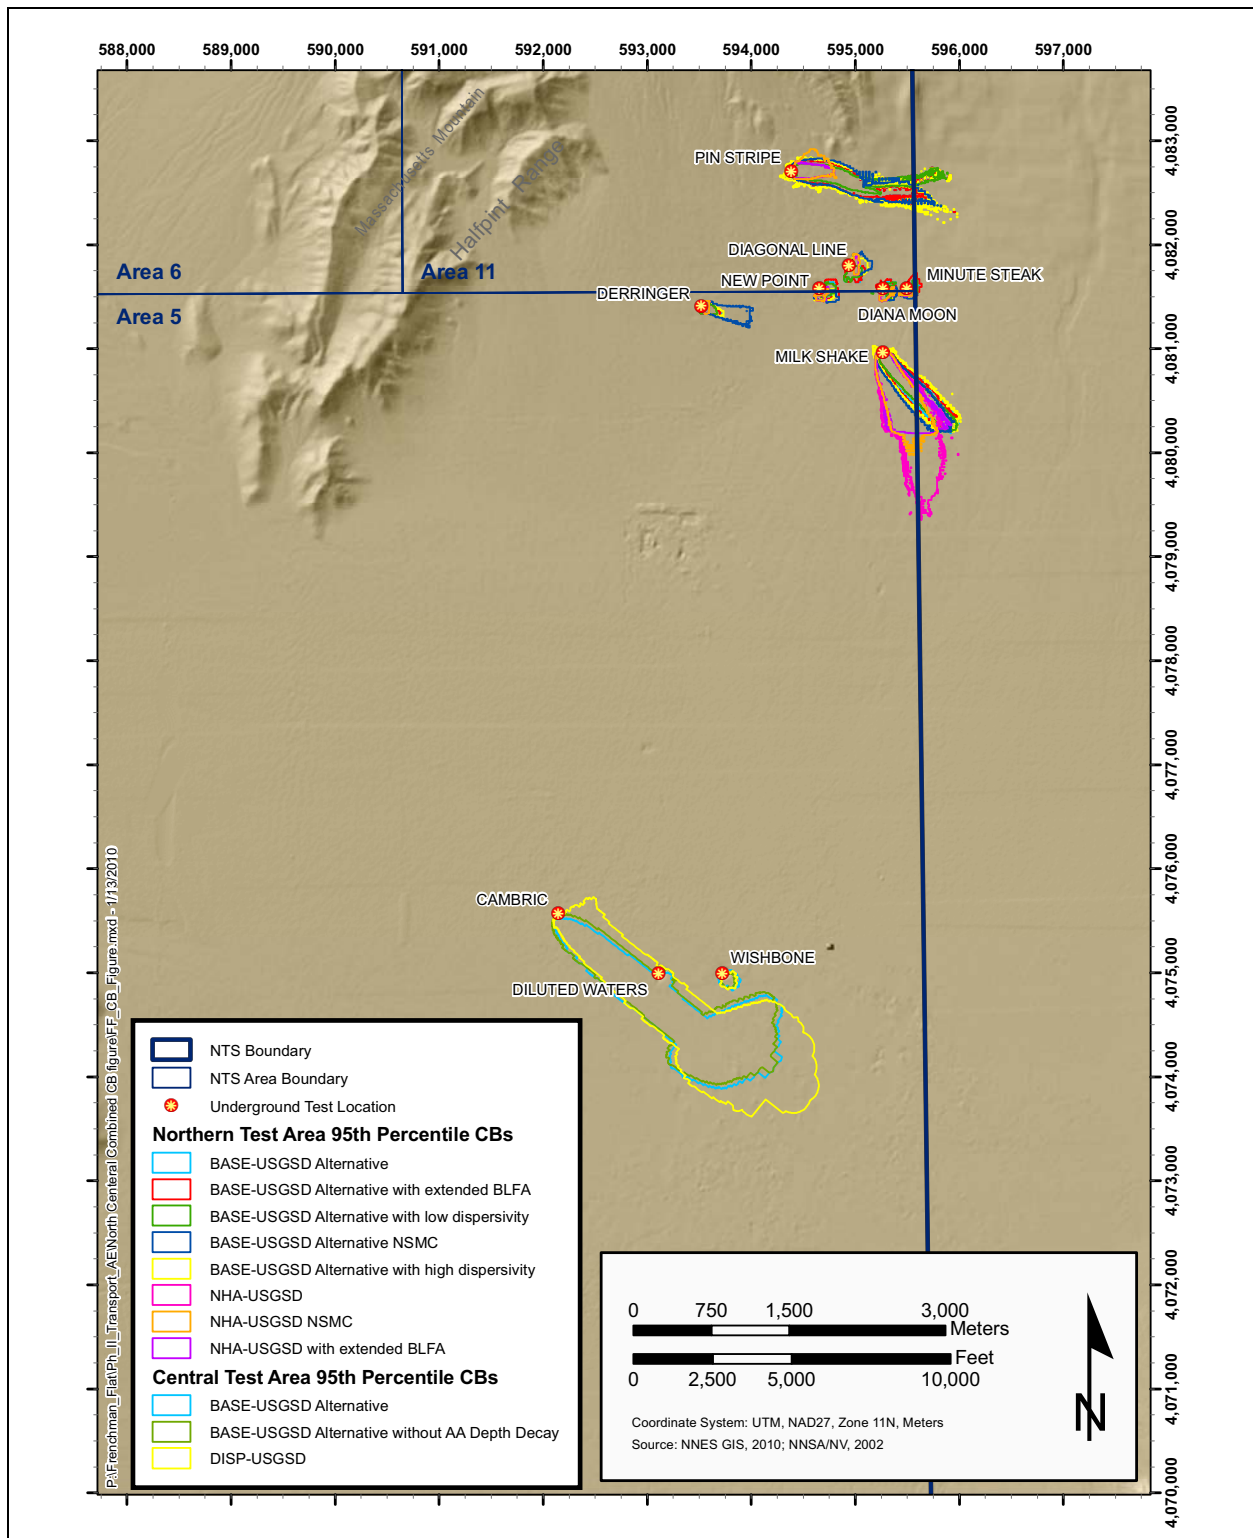 588,000 589,000 590,000 591,000 592,000 593,000 594,000 595,000 596,000 597,000
4,083,000
4,082,000
4,081,000
4,080,000
4,079,000
4,078,000
4,077,000
4,076,000
4,075,000
4,074,000
4,073,000
4,072,000
4,071,000
4,070,000
Massachusetts Mountain
Halfpint Range
Area 6
Area 11
Area 5
PIN STRIPE
DIAGONAL LINE
NEW POINT
MINUTE STEAK
DERRINGER
DIANA MOON
MILK SHAKE
CAMBRIC
WISHBONE
DILUTED WATERS
P:\Frenchman_Flat\Ph_II_Transport_AE\North Centeral Combined CB figure\FF_CB_Figure.mxd - 1/13/2010
NTS Boundary
NTS Area Boundary
Underground Test Location
Northern Test Area 95th Percentile CBs
BASE-USGSD Alternative
BASE-USGSD Alternative with extended BLFA
BASE-USGSD Alternative with low dispersivity
BASE-USGSD Alternative NSMC
BASE-USGSD Alternative with high dispersivity
NHA-USGSD
NHA-USGSD NSMC
NHA-USGSD with extended BLFA
Central Test Area 95th Percentile CBs
BASE-USGSD Alternative
BASE-USGSD Alternative without AA Depth Decay
DISP-USGSD
0 750 1,500 3,000
Meters
Feet
0 2,500 5,000 10,000
Coordinate System: UTM, NAD27, Zone 11N, Meters
Source: NNES GIS, 2010; NNSA/NV, 2002
N